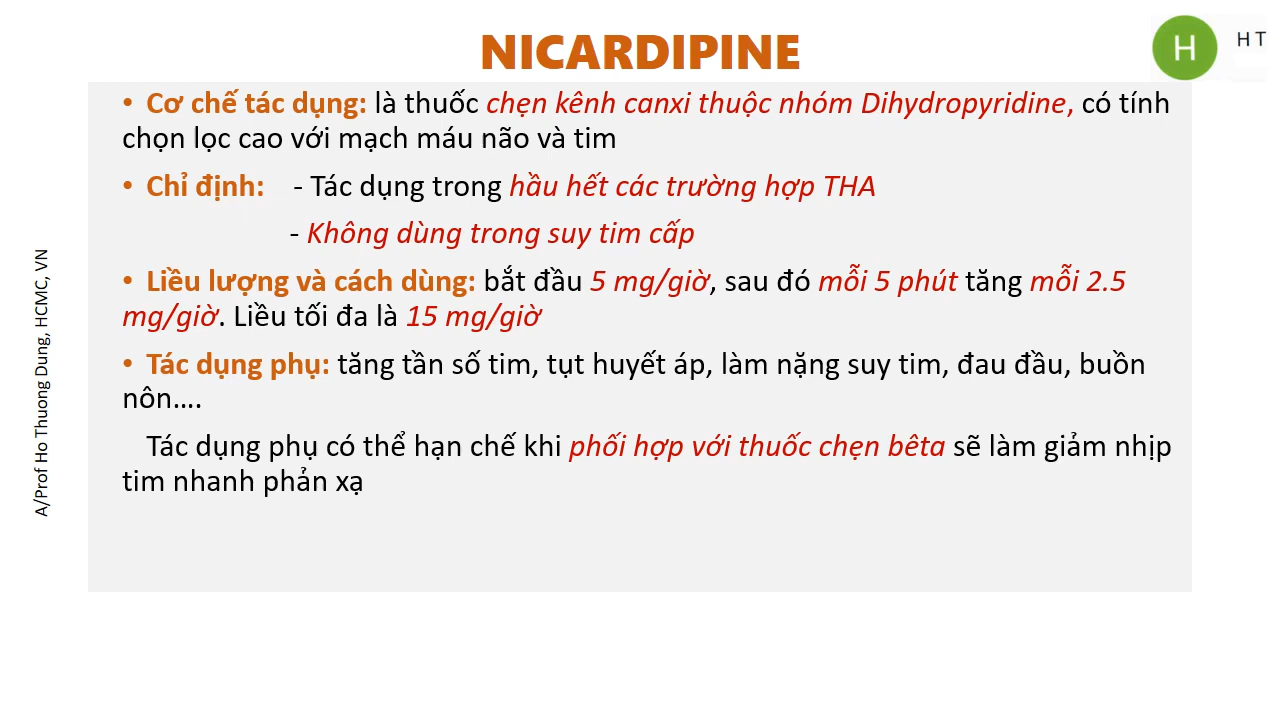 NICARDIPINE
H
H T
• Cơ chế tác dụng: là thuốc chẹn kênh canxi thuộc nhóm Dihydropyridine, có tính
chọn lọc cao với mạch máu não và tim
• Chỉ định: - Tác dụng trong hầu hết các trường hợp THA
- Không dùng trong suy tim cấp
• Liều lượng và cách dùng: bắt đầu 5 mg/giờ, sau đó mỗi 5 phút tăng mỗi 2.5
mg/giờ. Liều tối đa là 15 mg/giờ
• Tác dụng phụ: tăng tần số tim, tụt huyết áp, làm nặng suy tim, đau đầu, buồn
nôn….
Tác dụng phụ có thể hạn chế khi phối hợp với thuốc chẹn bêta sẽ làm giảm nhịp
tim nhanh phản xạ
A/Prof Ho Thuong Dung, HCMC, VN